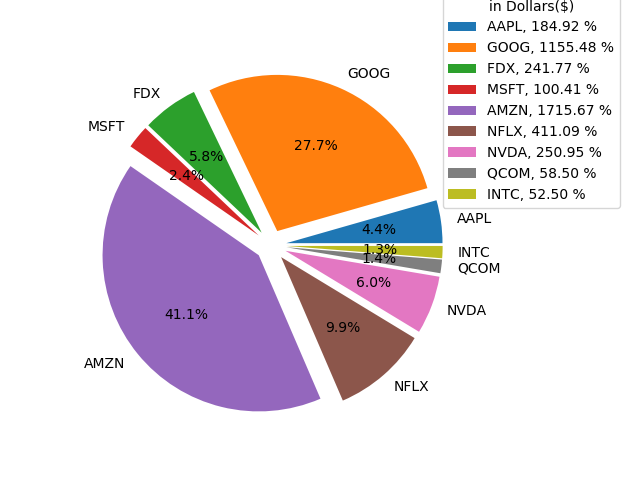 in Dollars($)
AAPL, 184.92 %
GOOG, 1155.48 %
FDX, 241.77 %
MSFT, 100.41 %
AMZN, 1715.67 %
NFLX, 411.09 %
NVDA, 250.95 %
QCOM, 58.50 %
INTC, 52.50 %
GOOG
FDX
MSFT
27.7%
5.8%
2.4%
AAPL
4.4%
1.3%
INTC
1.4%
QCOM
6.0%
NVDA
41.1%
9.9%
AMZN
NFLX